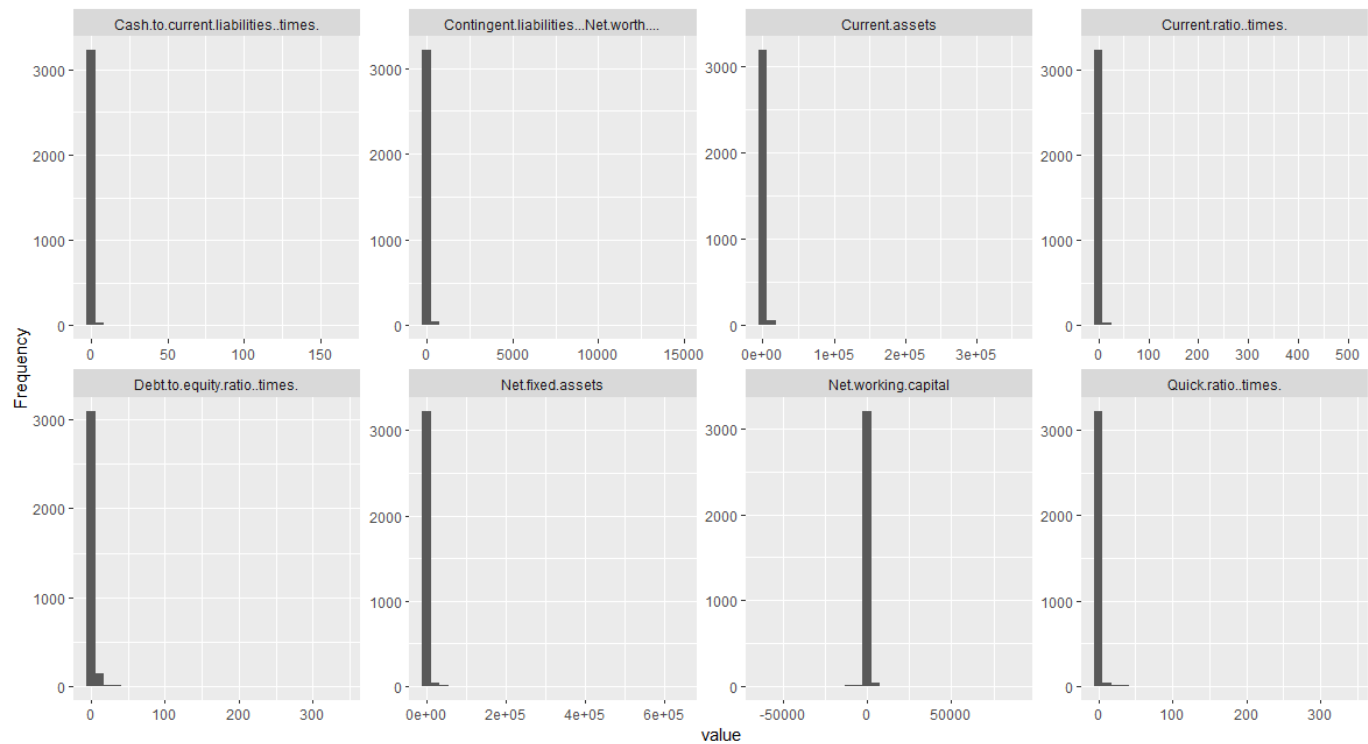 Cash.to.current.liabilities..times. Contingent.liabilities...Net.worth.... Current.assets Current.ratio..times.
3000 3000 3000 3000
2000 2000 2000 2000
1000 1000 1000 1000
0 0 0 0
0 50 100 150 0 5000 10000 15000 0e+00 1e+05 2e+05 3e+05 0 100 200 300 400 500
Frequency
Debt.to.equity.ratio..times. Net.fixed.assets Net.working.capital Quick.ratio..times.
3000 3000 3000 3000
2000 2000 2000 2000
1000 1000 1000 1000
0 0 0 0
0 100 200 300 0e+00 2e+05 4e+05 6e+05 -50000 0 50000 0 100 200 300
value